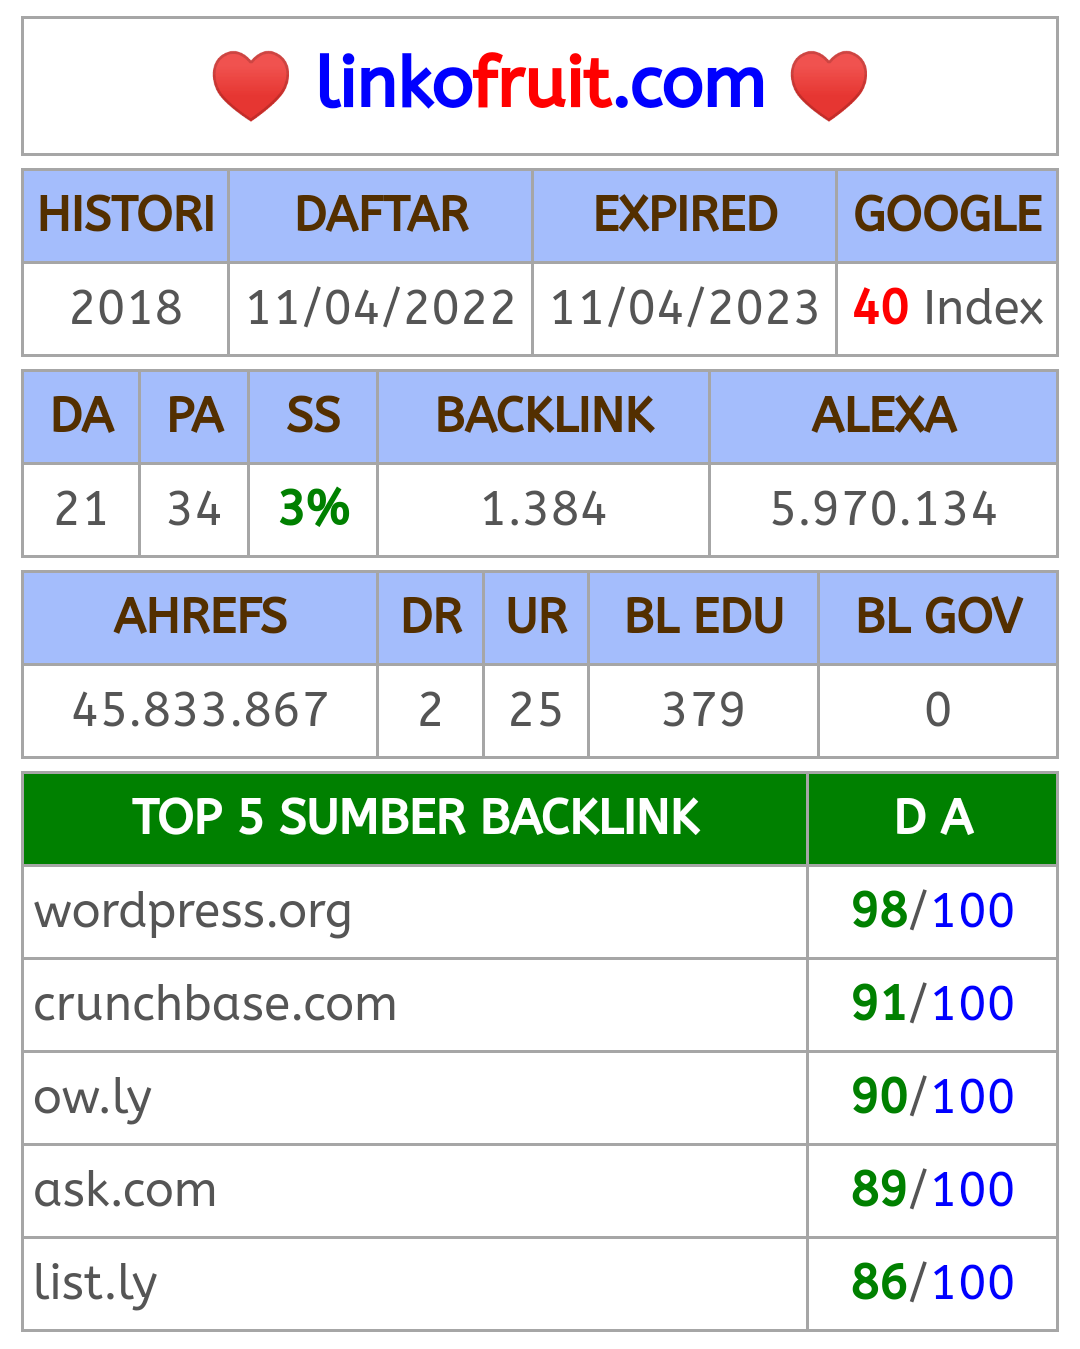 linkofruit.com
HISTORI DAFTAR EXPIRED GOOGLE
2018 11/04/2022 11/04/2023 40 Index
DA PA SS BACKLINK ALEXA
21 34 3% 1.384 5.970.134
AHREFS DR UR BL EDU BL GOV
45.833.867 2 25 379 0
TOP 5 SUMBER BACKLINK D A
wordpress.org 98/100
crunchbase.com 91/100
ow.ly 90/100
ask.com 89/100
list.ly 86/100